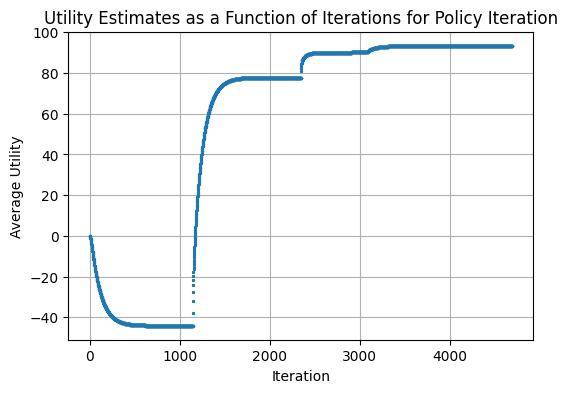 Utility Estimates as a Function of Iterations for Policy Iteration
100
80
60
40
20
0
−20
−40
Average Utility
0 1000 2000 3000 4000
Iteration